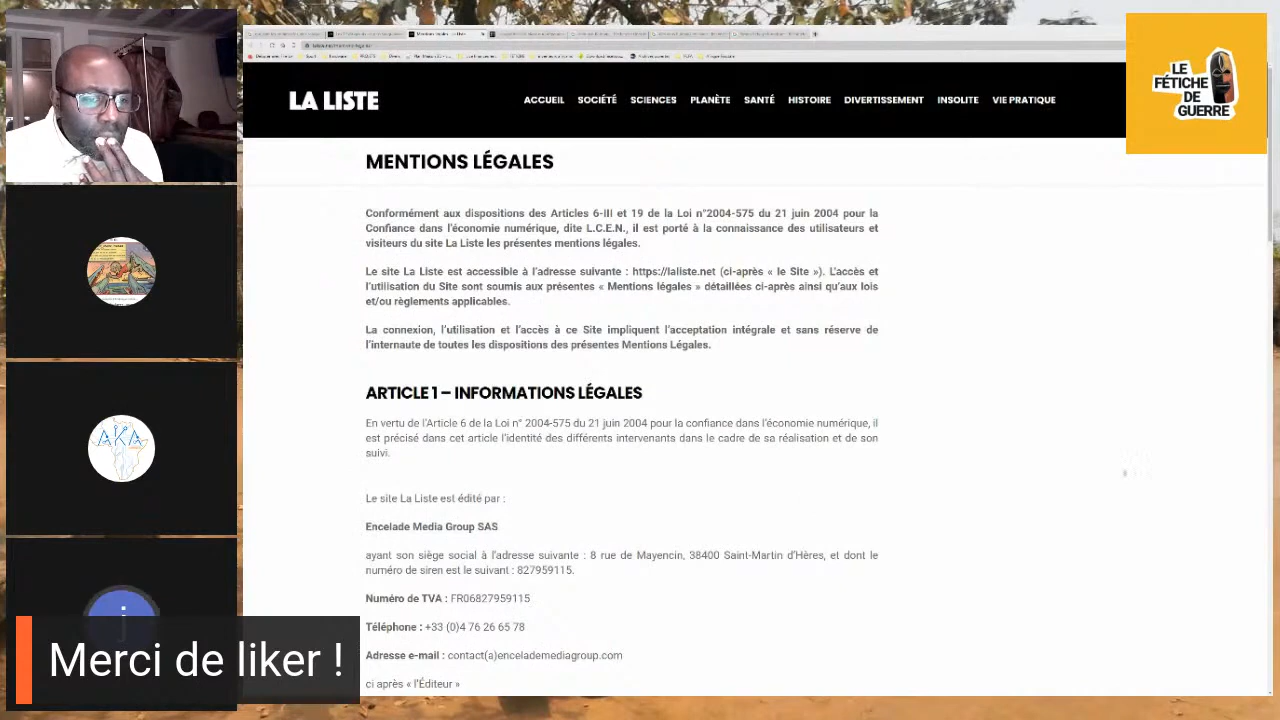 LA LISTE
ACCUEIL SOCIÉTÉ SCIENCES PLANÈTE SANTÉ HISTOIRE DIVERTISSEMENT INSOLITE VIE PRATIQUE
LE
FÉTICHE
DE
GUERRE
MENTIONS LÉGALES
Conformément aux dispositions des Articles 6-III et 19 de la Loi n°2004-575 du 21 juin 2004 pour la
Confiance dans l'économie numérique, dite L.C.E.N., il est porté à la connaissance des utilisateurs et
visiteurs du site La Liste les présentes mentions légales.
Le site La Liste est accessible à l'adresse suivante : https://laliste.net (ci-après « le Site »). L'accès et
l'utilisation du Site sont soumis aux présentes « Mentions légales » détaillées ci-après ainsi qu'aux lois
et/ou règlements applicables.
La connexion, l'utilisation et l'accès à ce Site impliquent l'acceptation intégrale et sans réserve de
l'internaute de toutes les dispositions des présentes Mentions Légales.
ARTICLE 1 – INFORMATIONS LÉGALES
En vertu de l'Article 6 de la Loi n° 2004-575 du 21 juin 2004 pour la confiance dans l'économie numérique, il
est précisé dans cet article l'identité des différents intervenants dans le cadre de sa réalisation et de son
suivi.
Le site La Liste est édité par :
Encelade Media Group SAS
ayant son siège social à l'adresse suivante : 8 rue de Mayencin, 38400 Saint-Martin d'Hères, et dont le
numéro de siren est le suivant : 827959115.
Numéro de TVA : FR06827959115
Téléphone : +33 (0)4 76 26 65 78
Adresse e-mail : contact(a)encelademediagroup.com
ci après « l'Éditeur »
AKA
j
Merci de liker !